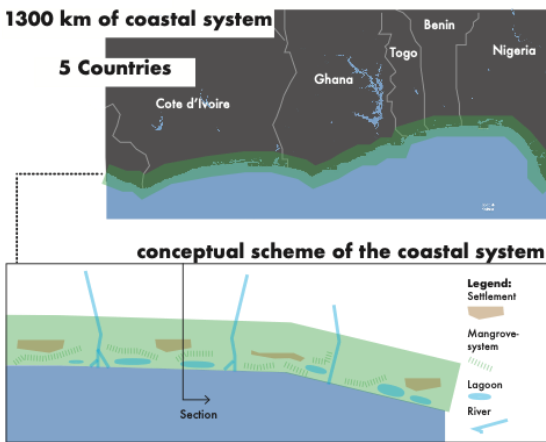 1300 km of coastal system
5 Countries
Cote d'Ivoire
Ghana
Togo
Benin
Nigeria
conceptual scheme of the coastal system
Legend:
Settlement
Mangrove-
system
Lagoon
River
Section